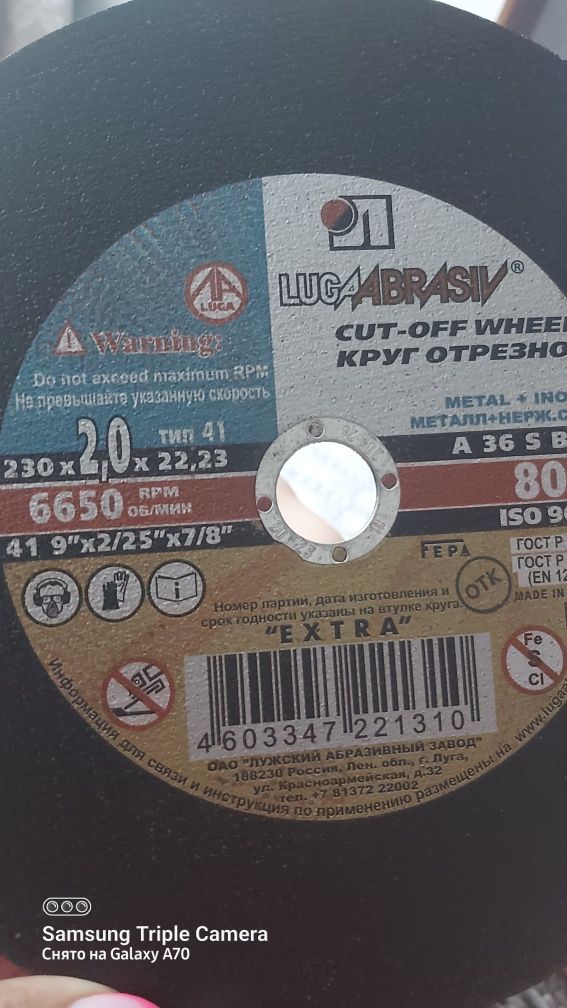 LUGAABRASIV®
LUGA
CUT-OFF WHEE
КРУГ ОТРЕЗНО
Warning:
Do not exceed maximum RPM
Не превышайте указанную скорость
METAL + INO
МЕТАЛЛ+НЕРЖ.С
тип 41
230 x 2,0 x 22,23
A 36 S B
6650 RPM
ОБ/МИН
80
41 9"x2/25"x7/8"
ISO 90
FEPA
ГОСТ Р
ГОСТ Р
(EN 12
MADE IN
ОТК
Номер партии, дата изготовления и
срок годности указаны на втулке круга.
"EXTRA"
Fe
S
Cl
4 603347 221310
ОАО "ЛУЖСКИЙ АБРАЗИВНЫЙ ЗАВОД"
188230 Россия, Лен. обл., г. Луга,
ул. Красноармейская, д.32
тел. +7 81372 22002
Информация для связи и инструкция по применению размещены на www.lugaa
Samsung Triple Camera
Снято на Galaxy A70